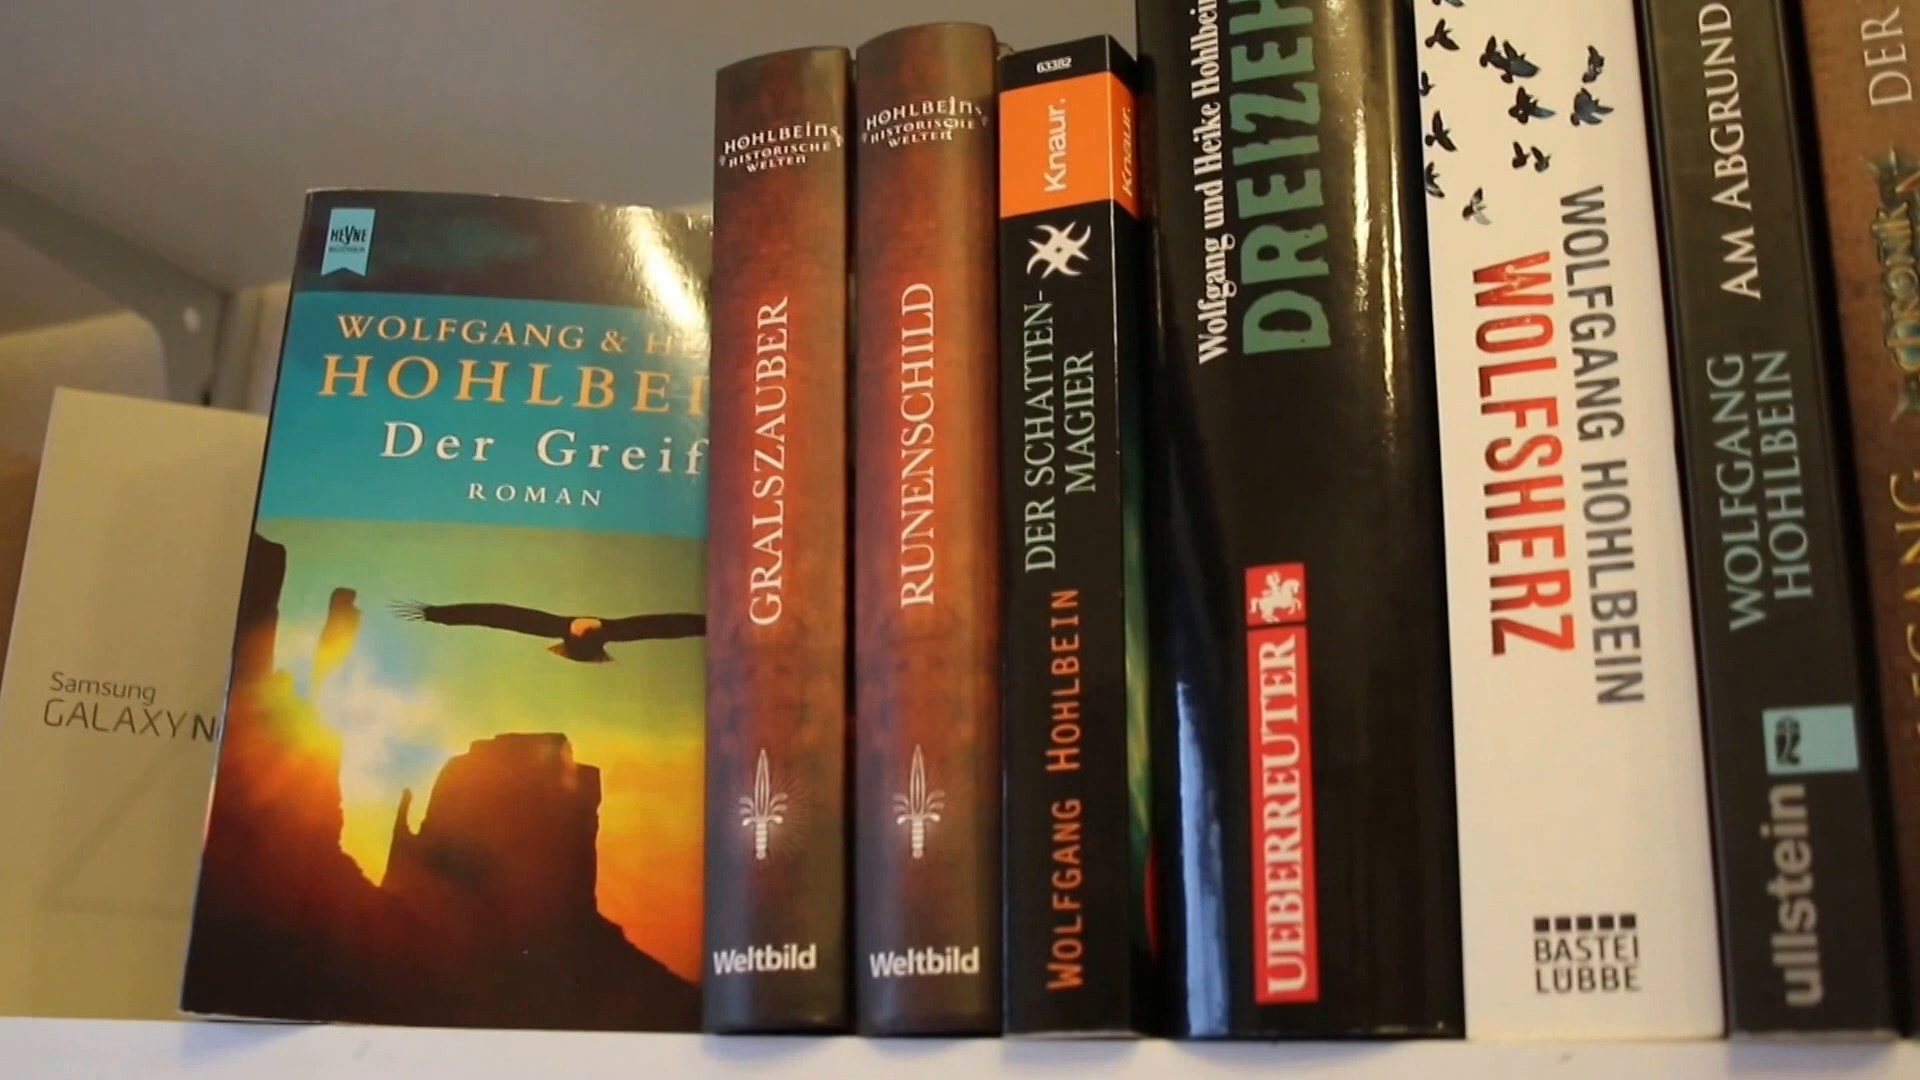 Samsung
GALAXY N
HEYNE
WOLFGANG & HE
HOHLBEI
Der Greif
ROMAN
HOHLBEINS
HISTORISCHE
WELTEN
GRALSZAUBER
Weltbild
HOHLBEINS
HISTORISCHE
WELTEN
RUNENSCHILD
Weltbild
63382
Knaur.
Knaur.
DER SCHATTEN-
MAGIER
WOLFGANG HOHLBEIN
Wolfgang und Heike Hohlbein
DREIZEH
UEBERREUTER
WOLFGANG HOHLBEIN
WOLFSHERZ
BASTEI
LÜBBE
AM ABGRUND
WOLFGANG
HOHLBEIN
ullstein
DER